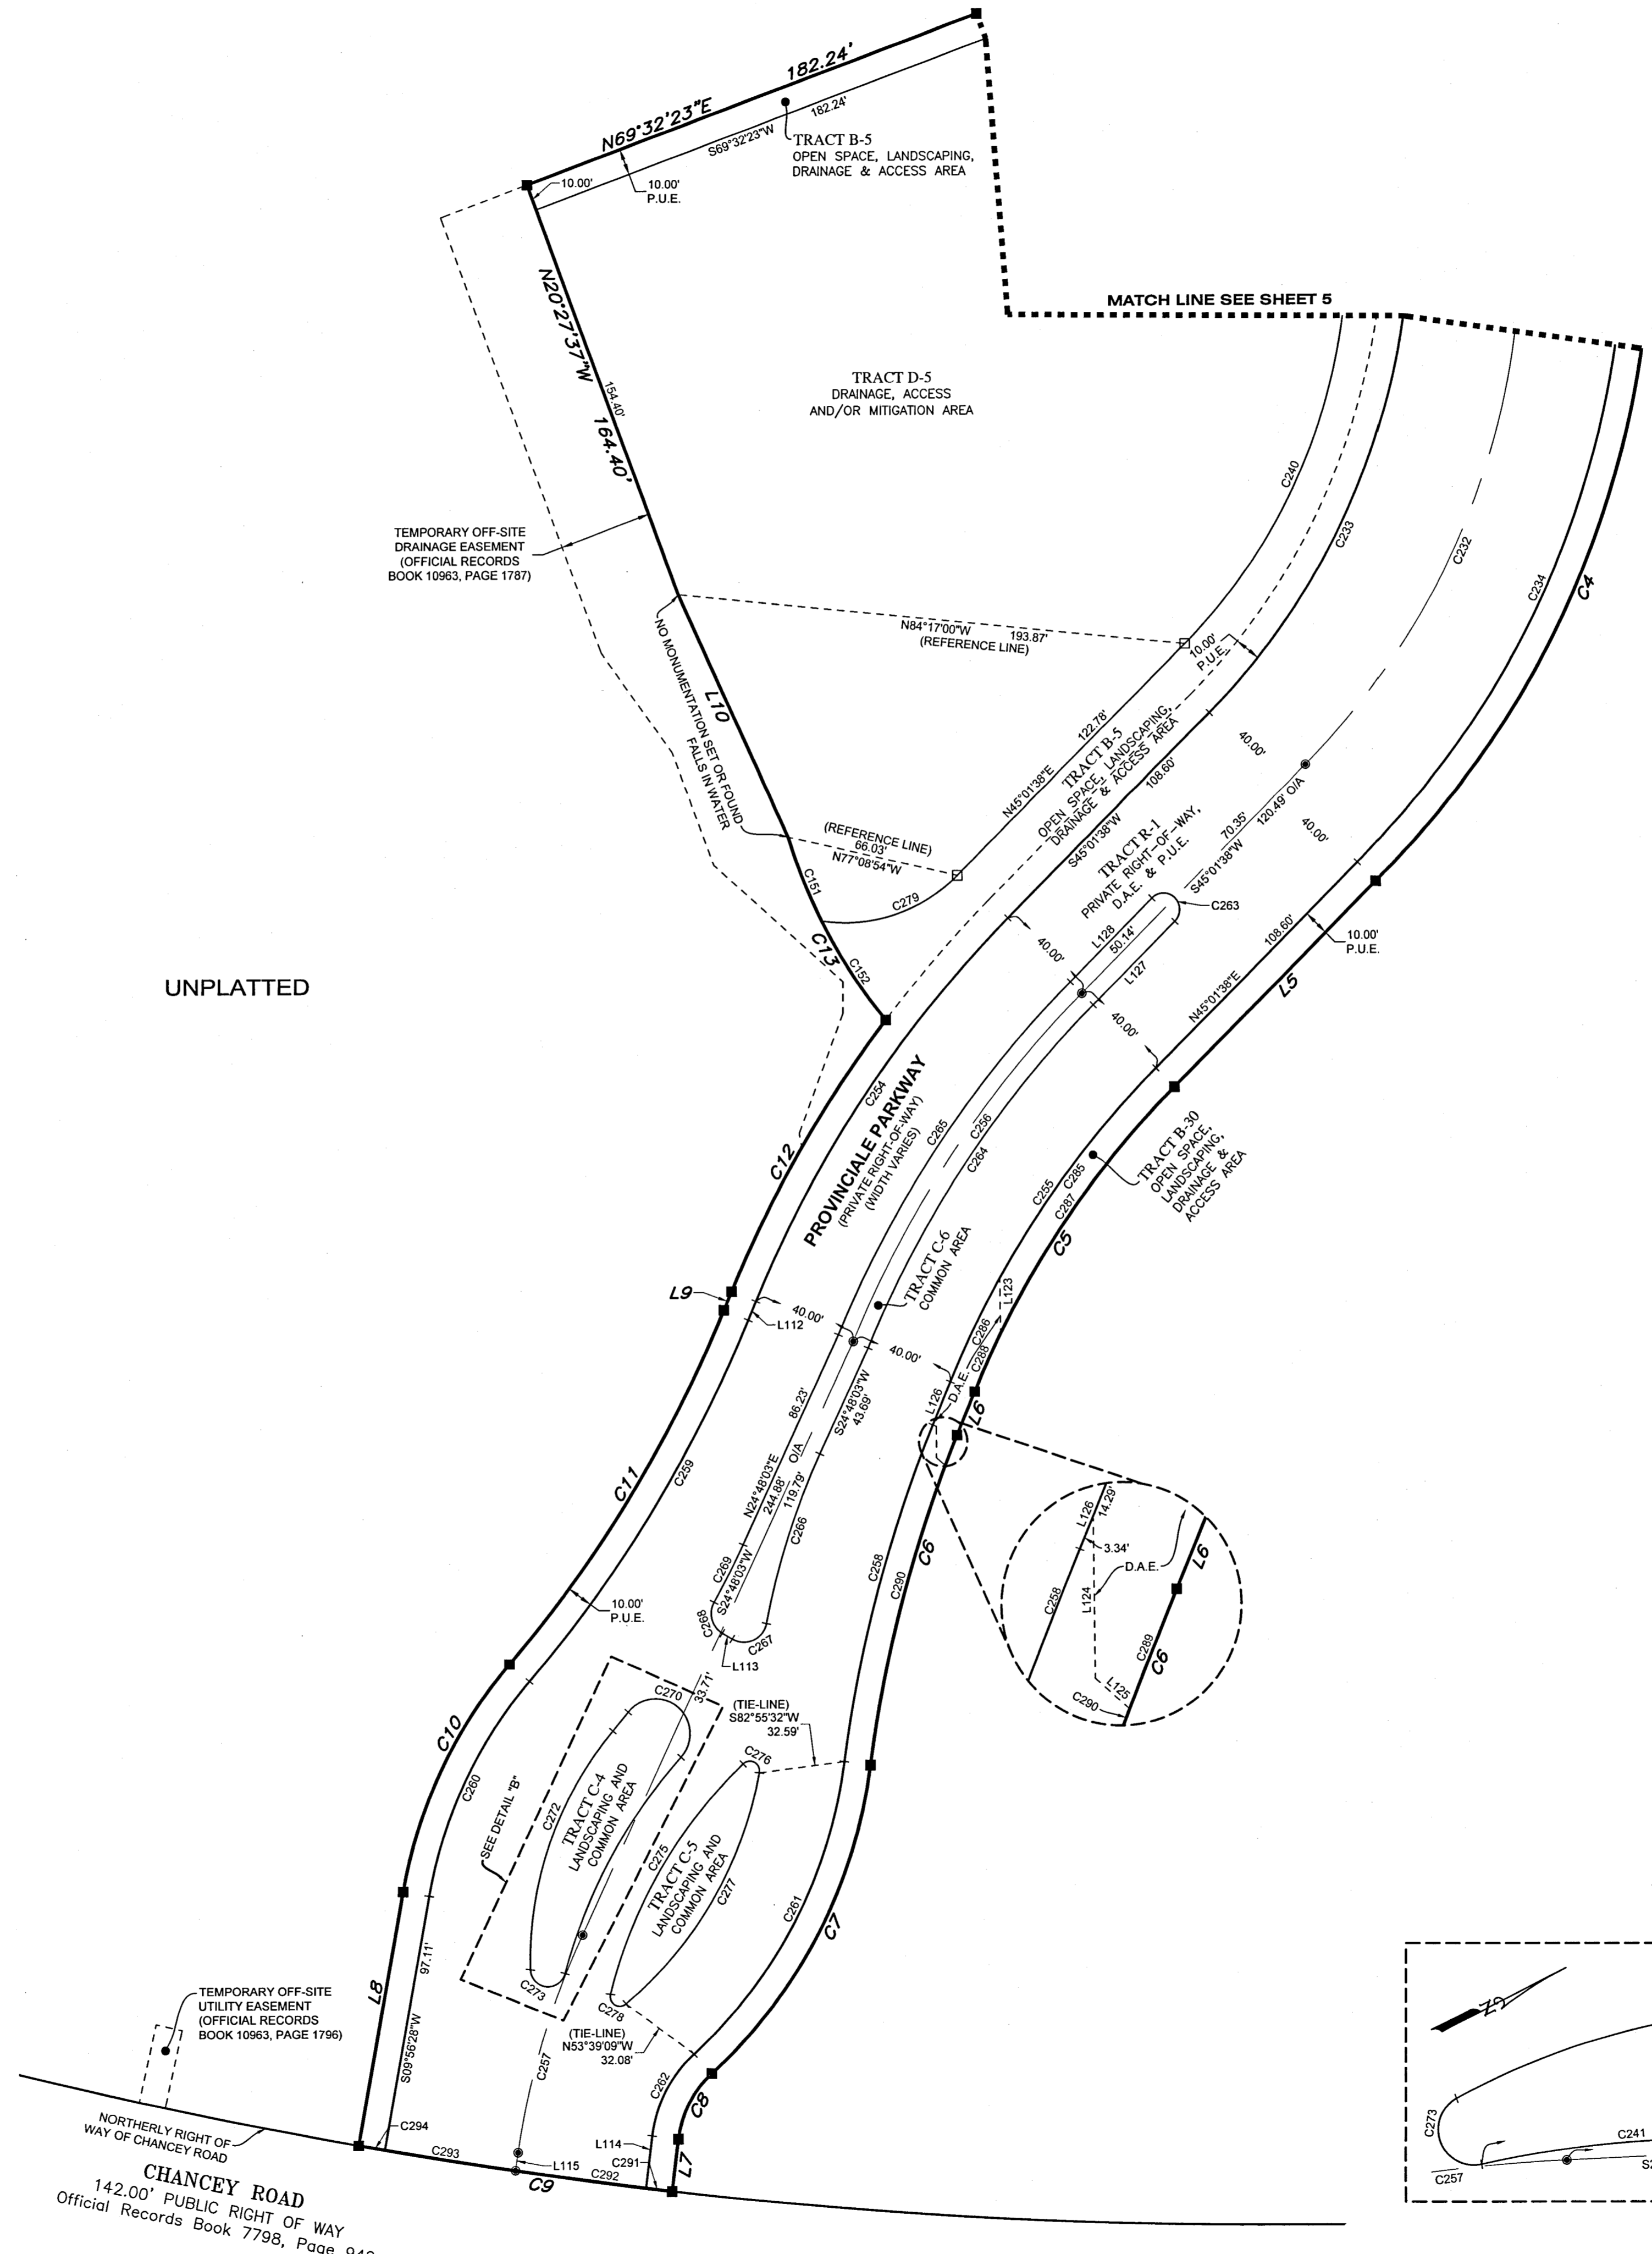 182.24'
N69°32'23"E
182.24'
S69°32'23"W
TRACT B-5
OPEN SPACE, LANDSCAPING,
DRAINAGE & ACCESS AREA
10.00'
10.00'
P.U.E.
MATCH LINE SEE SHEET 5
N20°27'37"W
154.40'
164.40'
TRACT D-5
DRAINAGE, ACCESS
AND/OR MITIGATION AREA
C240
C233
C232
C234
C4
TEMPORARY OFF-SITE
DRAINAGE EASEMENT
(OFFICIAL RECORDS
BOOK 10963, PAGE 1787)
N84°17'00"W 193.87'
(REFERENCE LINE)
10.00'
P.U.E.
L10
NO MONUMENTATION SET OR FOUND
FALLS IN WATER
122.78'
N45°01'38"E
TRACT B-5
OPEN SPACE, LANDSCAPING,
DRAINAGE & ACCESS AREA
108.60'
S45°01'38"W
40.00'
(REFERENCE LINE)
66.03'
N77°08'54"W
TRACT R-1
PRIVATE RIGHT-OF-WAY,
D.A.E. & P.U.E.
70.35'
120.49' O/A
S45°01'38"W
40.00'
C151
C279
C263
C13
C152
40.00'
L128
50.14'
L127
108.60'
10.00'
P.U.E.
UNPLATTED
N45°01'38"E
L5
40.00'
C254
PROVINCIALE PARKWAY
(PRIVATE RIGHT-OF-WAY)
(WIDTH VARIES)
C265
C256
C264
C12
TRACT B-30
OPEN SPACE,
LANDSCAPING,
DRAINAGE &
ACCESS AREA
C255
C285
C287
C5
TRACT C-6
COMMON AREA
L9
40.00'
L112
L123
C286
C288
40.00'
D.A.E.
L126
L6
86.23'
S24°48'03"W
43.69'
C11
C259
N24°48'03"E
244.88' O/A
119.79'
C266
C269
S24°48'03"W
C268
C267
L113
C258
C290
C6
L126
14.29'
3.34'
D.A.E.
L6
C258
L124
C289
C6
L125
C290
10.00'
P.U.E.
C270
33.71'
(TIE-LINE)
S82°55'32"W
32.59'
C10
C260
SEE DETAIL "B"
C272
TRACT C-4
LANDSCAPING AND
COMMON AREA
C276
C275
TRACT C-5
LANDSCAPING AND
COMMON AREA
C277
C261
C7
C273
C278
97.11'
L8
TEMPORARY OFF-SITE
UTILITY EASEMENT
(OFFICIAL RECORDS
BOOK 10963, PAGE 1796)
S09°56'28"W
(TIE-LINE)
N53°39'09"W
32.08'
C257
C262
C8
C294
C293
L115
C9
C292
L114
C291
L7
NORTHERLY RIGHT OF
WAY OF CHANCEY ROAD
CHANCEY ROAD
142.00' PUBLIC RIGHT OF WAY
Official Records Book 7798, Page
N
C273
C241
C257